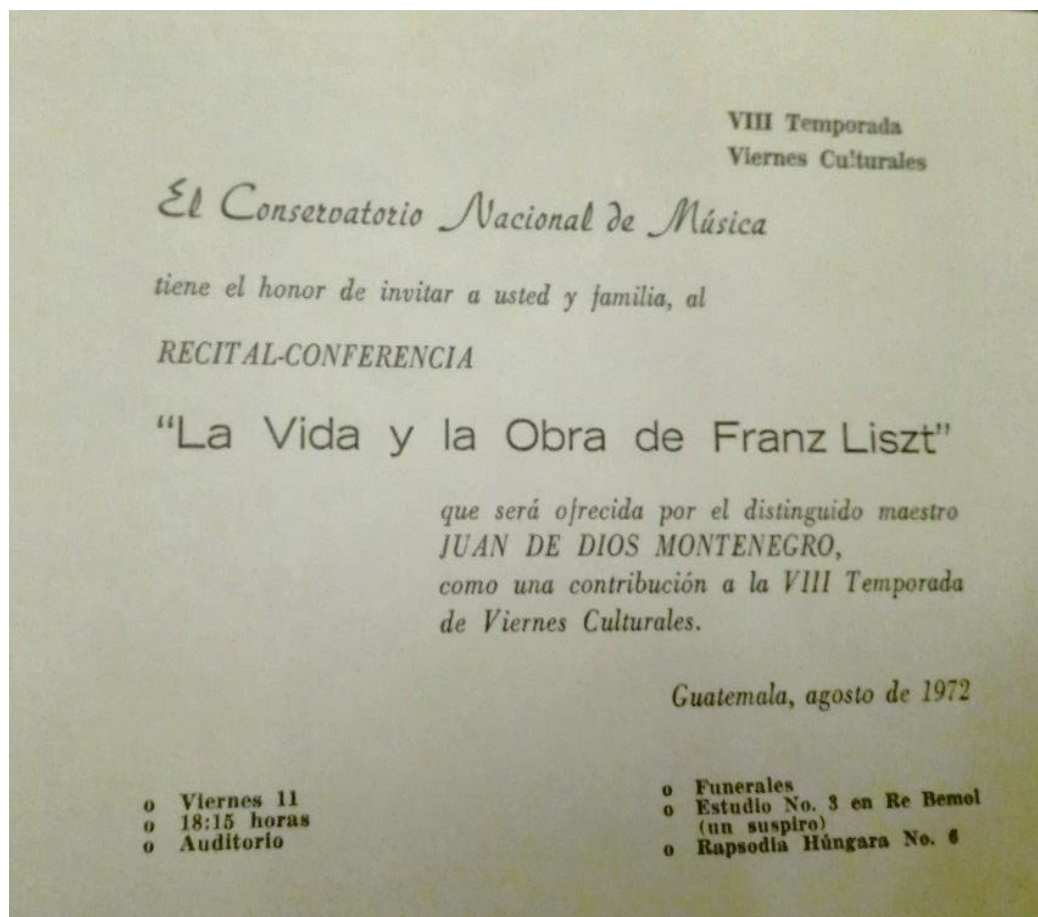 VIII Temporada
Viernes Culturales
El Conservatorio Nacional de Música
tiene el honor de invitar a usted y familia, al
RECITAL-CONFERENCIA
"La Vida y la Obra de Franz Liszt"
que será ofrecida por el distinguido maestro
JUAN DE DIOS MONTENEGRO,
como una contribución a la VIII Temporada
de Viernes Culturales.
Guatemala, agosto de 1972
o Viernes 11
o 18:15 horas
o Auditorio
o Funerales
o Estudio No. 3 en Re Bemol
(un suspiro)
o Rapsodia Húngara No. 6